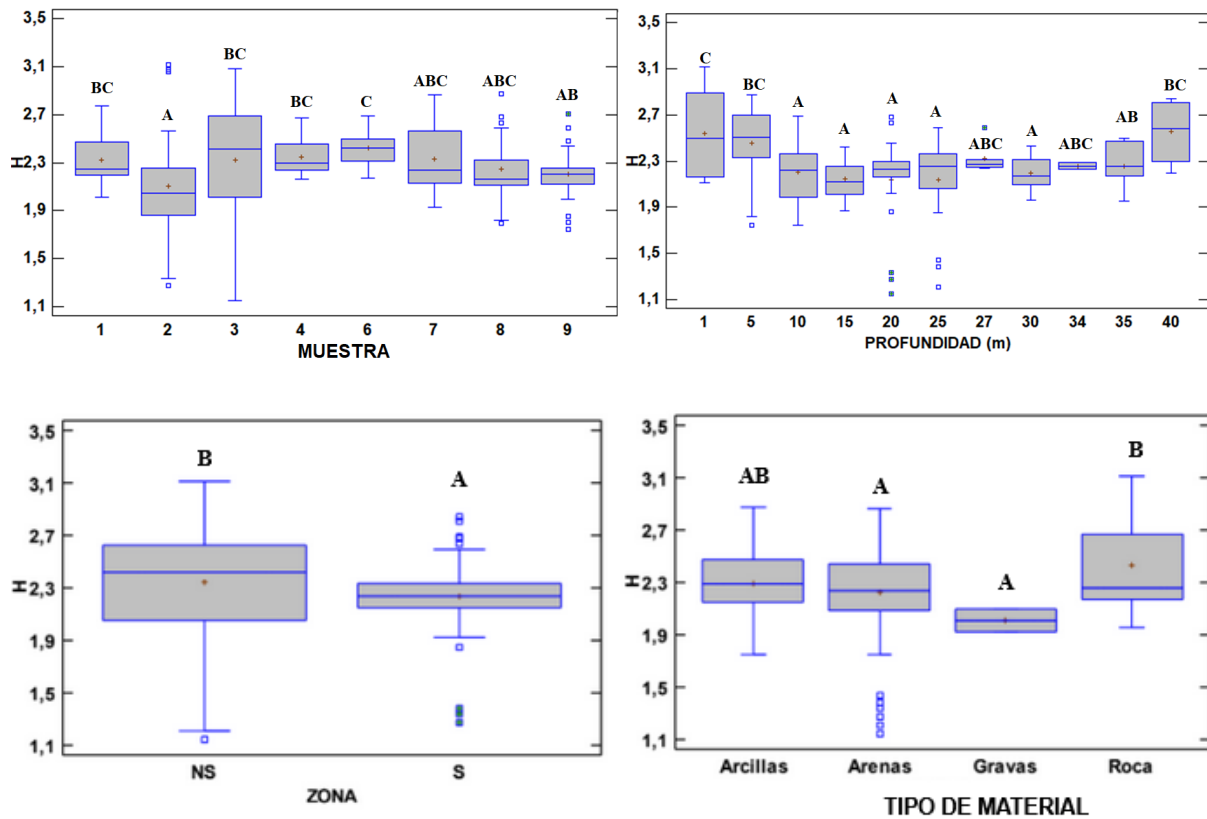 3,5
3,1
2,7
2,3
1,9
1,5
1,1
H
BC
A
BC
BC
C
ABC
ABC
AB
1 2 3 4 6 7 8 9
MUESTRA
3,5
3,1
2,7
2,3
1,9
1,5
1,1
H
C
BC
A
A
A
A
ABC
A
ABC
AB
BC
1 5 10 15 20 25 27 30 34 35 40
PROFUNDIDAD (m)
3,5
3,1
2,7
2,3
1,9
1,5
1,1
H
B
A
NS S
ZONA
3,5
3,1
2,7
2,3
1,9
1,5
1,1
H
AB
A
A
B
Arcillas Arenas Gravas Roca
TIPO DE MATERIAL